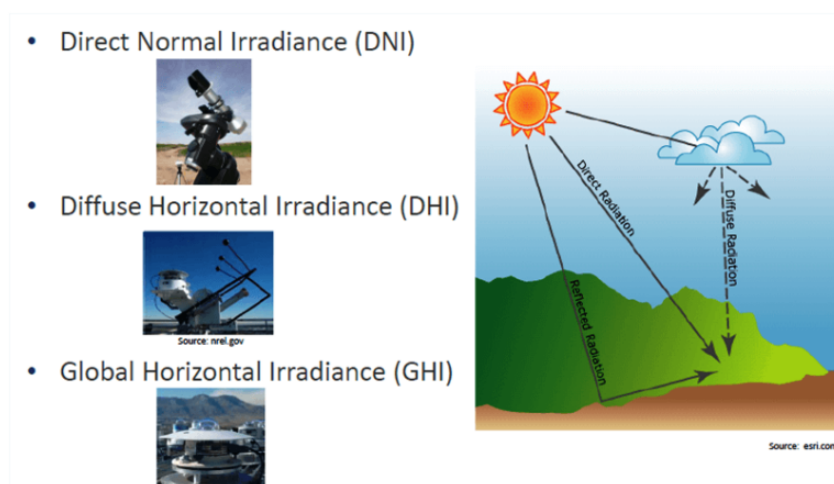 • Direct Normal Irradiance (DNI)
• Diffuse Horizontal Irradiance (DHI)
Source: nrel.gov
• Global Horizontal Irradiance (GHI)
Direct Radiation
Diffuse Radiation
Reflected Radiation
Source: esri.com